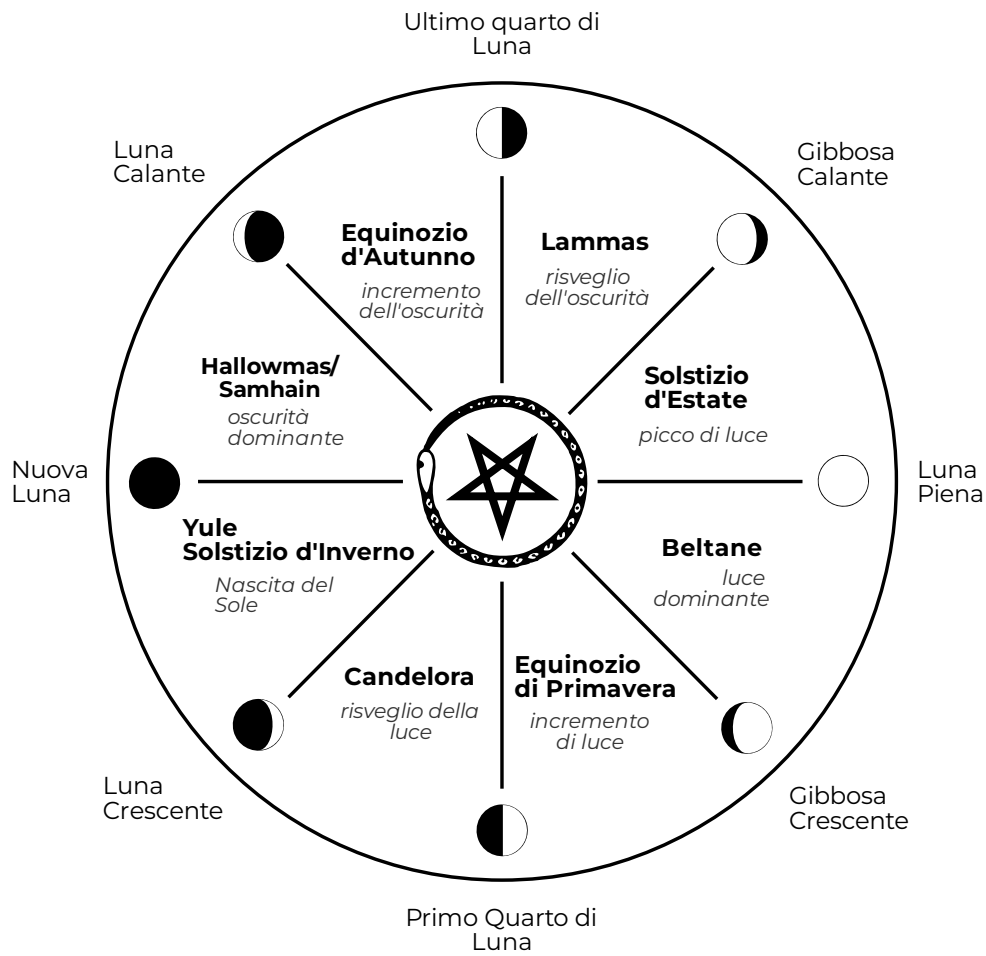 Ultimo quarto di
Luna
Luna
Calante
Gibbosa
Calante
Equinozio
d'Autunno
incremento
dell'oscurità
Lammas
risveglio
dell'oscurità
Hallowmas/
Samhain
oscurità
dominante
Solstizio
d'Estate
picco di luce
Nuova
Luna
Luna
Piena
Yule
Solstizio d'Inverno
Nascita del
Sole
Beltane
luce
dominante
Candelora
risveglio della
luce
Equinozio
di Primavera
incremento
di luce
Luna
Crescente
Gibbosa
Crescente
Primo Quarto di
Luna